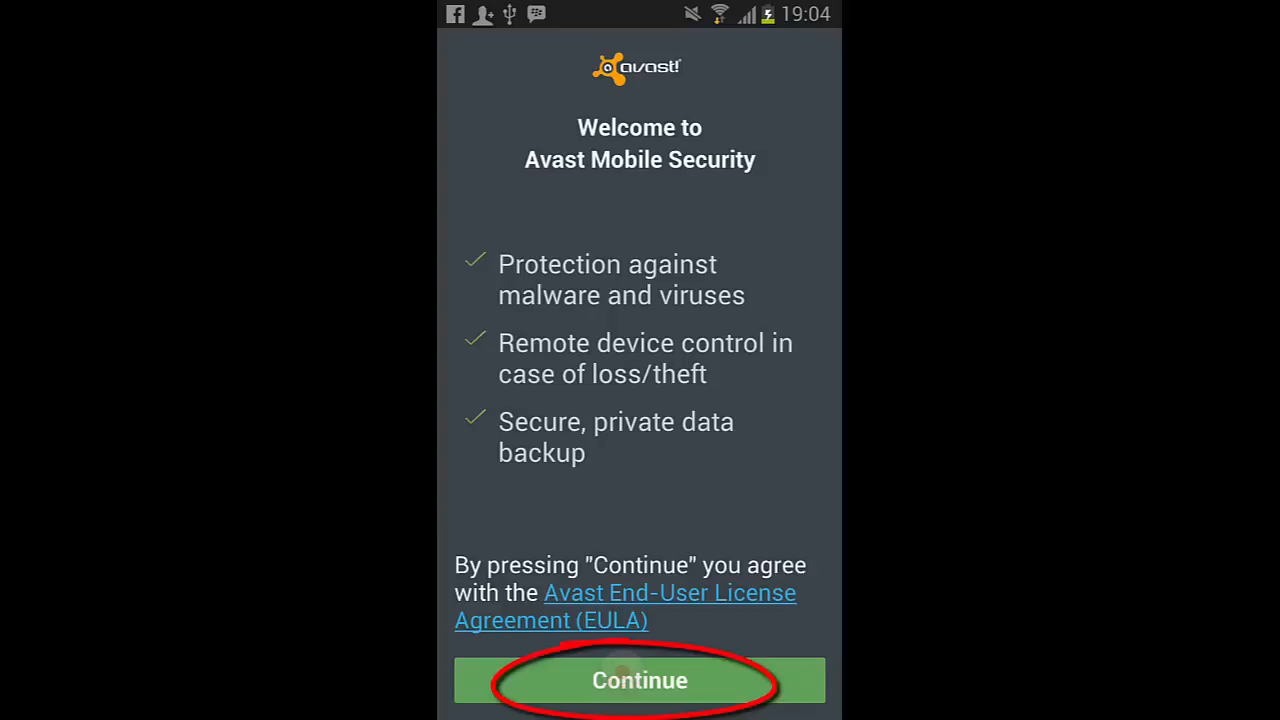 19:04
avast!
Welcome to
Avast Mobile Security
Protection against
malware and viruses
Remote device control in
case of loss/theft
Secure, private data
backup
By pressing "Continue" you agree
with the Avast End-User License
Agreement (EULA)
Continue